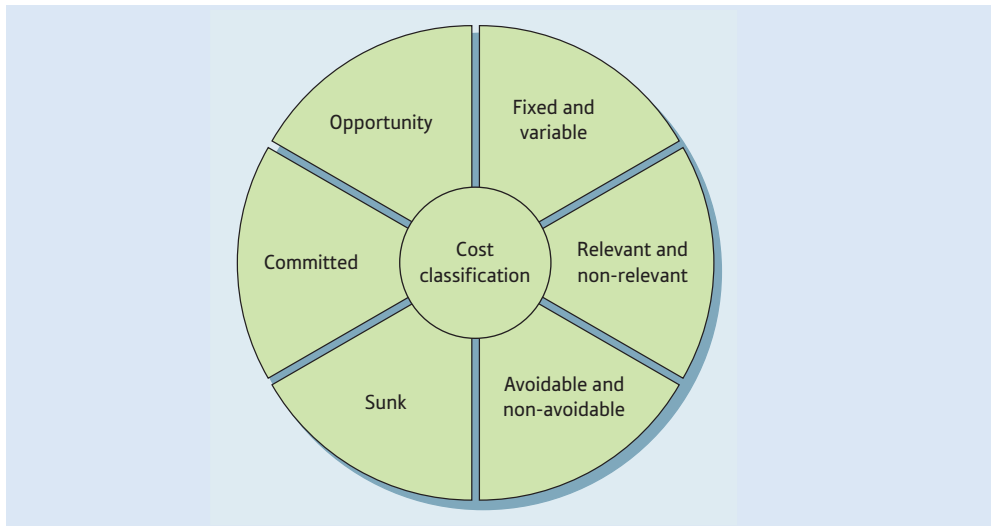 Opportunity
Fixed and
variable
Committed
Cost
classification
Relevant and
non-relevant
Sunk
Avoidable and
non-avoidable